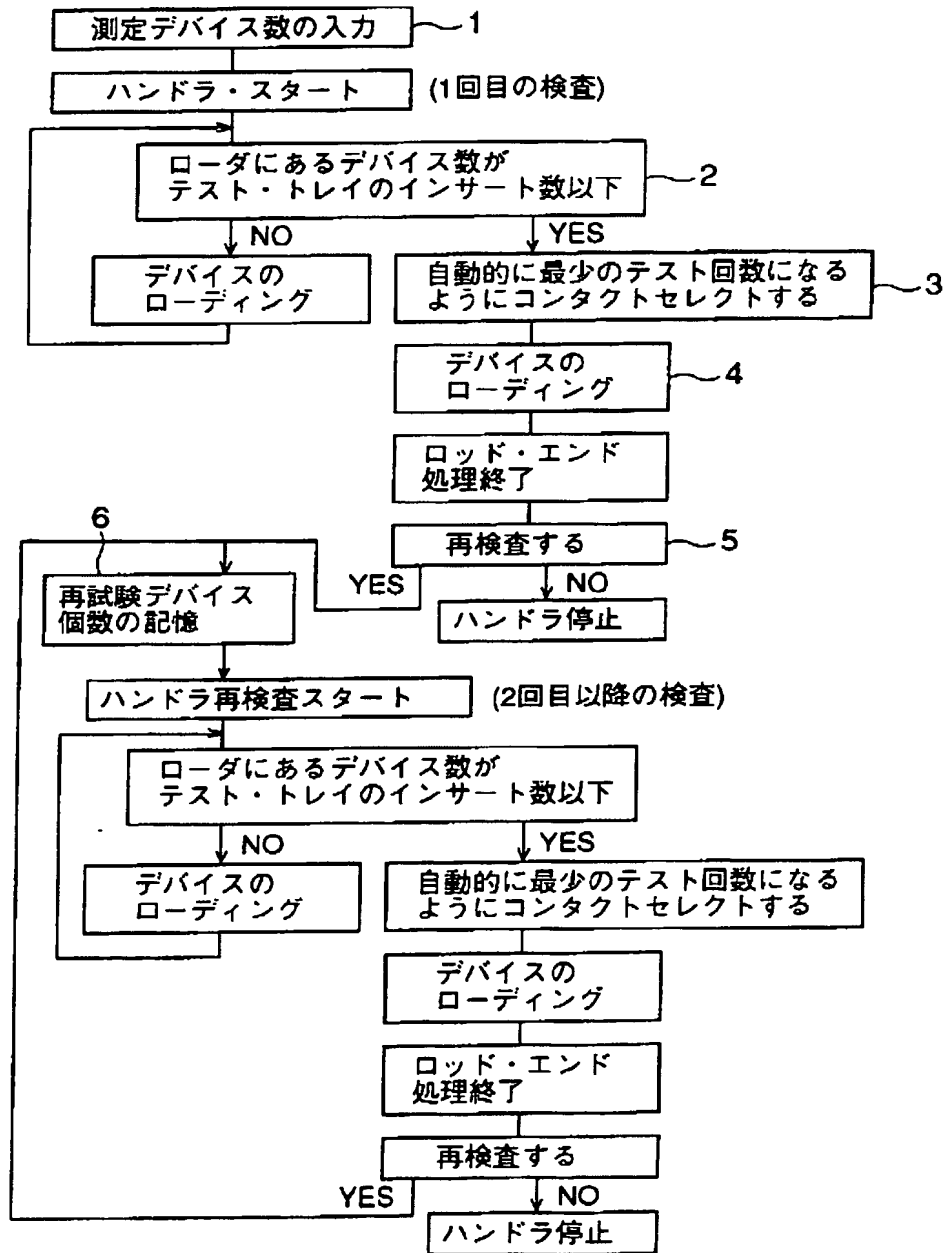 測定デバイス数の入力
1
ハンドラ・スタート
(1回目の検査)
ローダにあるデバイス数が
テスト・トレイのインサート数以下
2
NO
YES
デバイスの
ローディング
自動的に最少のテスト回数になる
ようにコンタクトセレクトする
3
デバイスの
ローディング
4
ロッド・エンド
処理終了
再検査する
5
6
YES
NO
再試験デバイス
個数の記憶
ハンドラ停止
ハンドラ再検査スタート
(2回目以降の検査)
ローダにあるデバイス数が
テスト・トレイのインサート数以下
NO
YES
デバイスの
ローディング
自動的に最少のテスト回数になる
ようにコンタクトセレクトする
デバイスの
ローディング
ロッド・エンド
処理終了
再検査する
YES
NO
ハンドラ停止